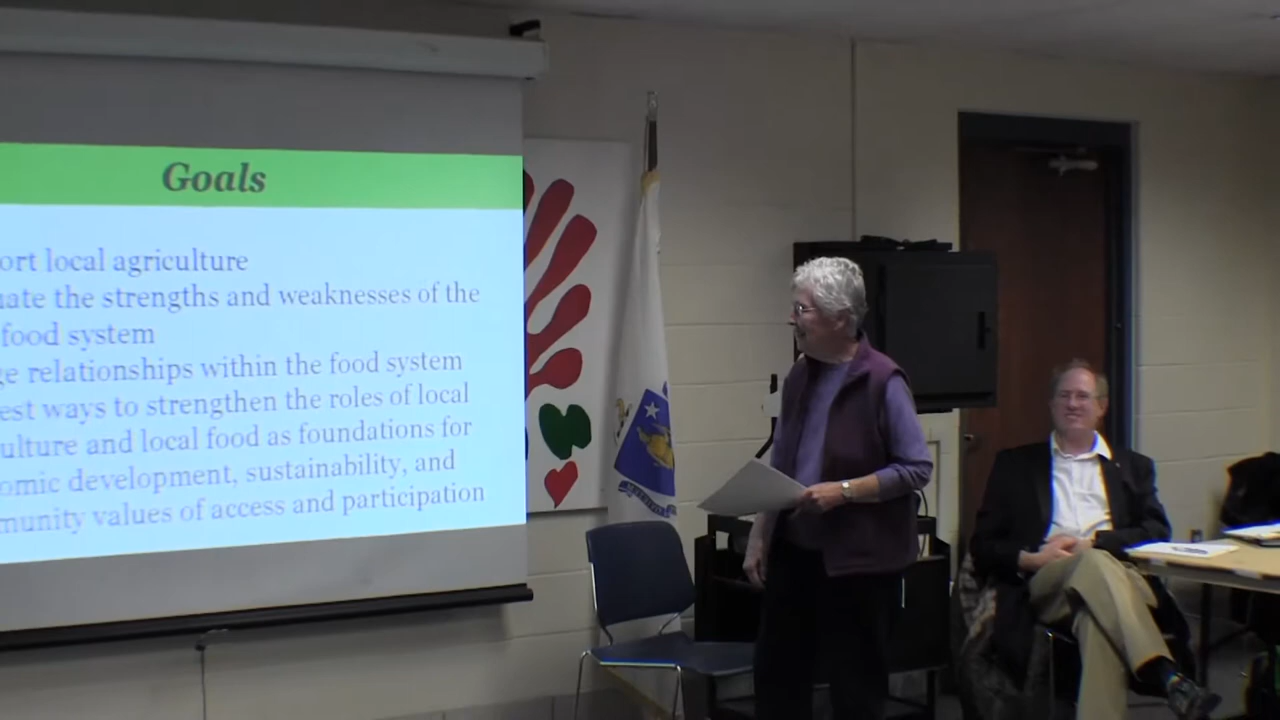 Goals
ort local agriculture
uate the strengths and weaknesses of the
food system
ge relationships within the food system
est ways to strengthen the roles of local
ulture and local food as foundations for
omic development, sustainability, and
munity values of access and participation